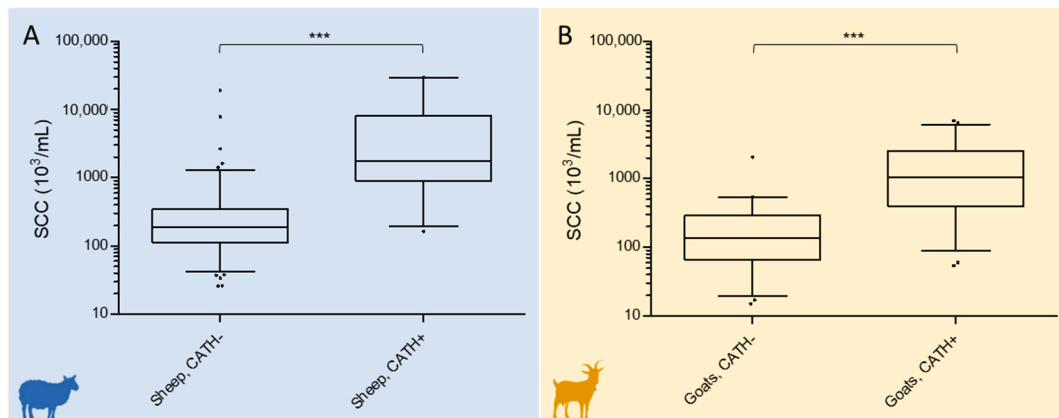 A
***
100,000
10,000
1000
100
10
SCC (10³/mL)
Sheep, CATH-
Sheep, CATH+
B
***
100,000
10,000
1000
100
10
SCC (10³/mL)
Goats, CATH-
Goats, CATH+